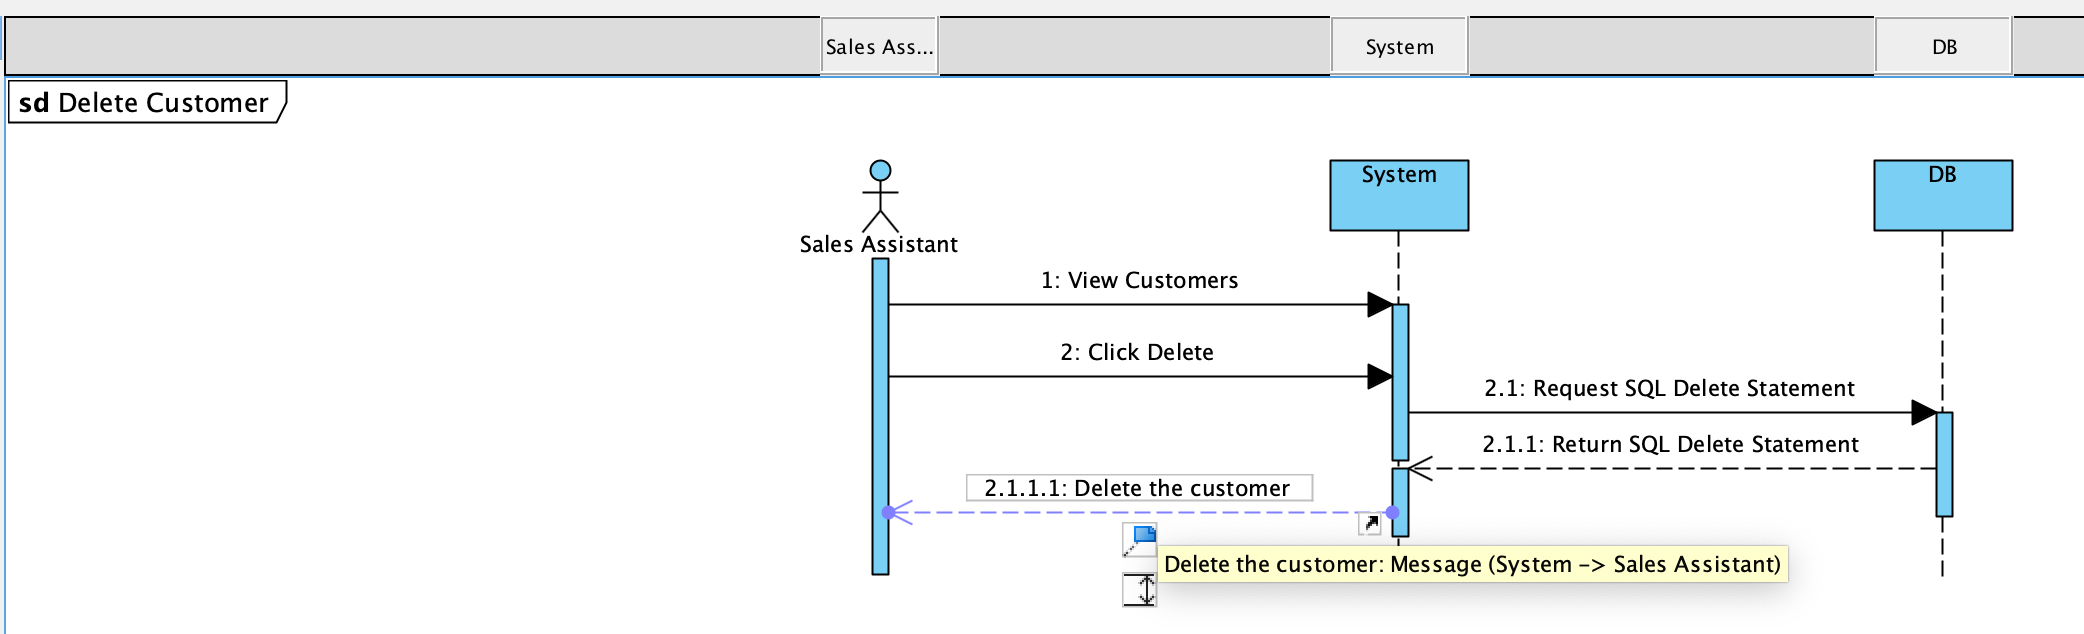 Sales Ass...
System
DB
sd Delete Customer
System
DB
Sales Assistant
1: View Customers
2: Click Delete
2.1: Request SQL Delete Statement
2.1.1: Return SQL Delete Statement
2.1.1.1: Delete the customer
Delete the customer: Message (System -> Sales Assistant)